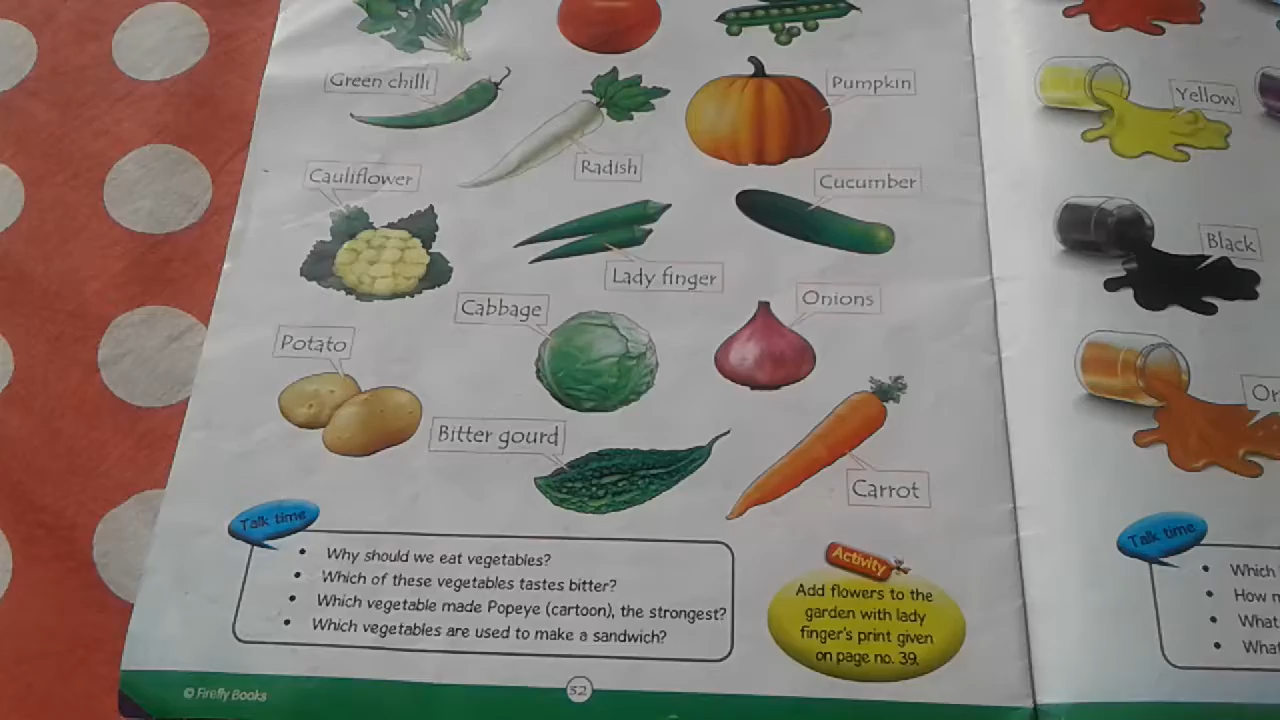 Green chilli
Pumpkin
Radish
Cauliflower
Cucumber
Lady finger
Cabbage
Onions
Potato
Bitter gourd
Carrot
Talk time
• Why should we eat vegetables?
• Which of these vegetables tastes bitter?
• Which vegetable made Popeye (cartoon), the strongest?
• Which vegetables are used to make a sandwich?
Activity
Add flowers to the
garden with lady
finger's print given
on page no. 39.
© Firefly Books
52
Yellow
Black
Talk time
• Which
• How
• What
• What